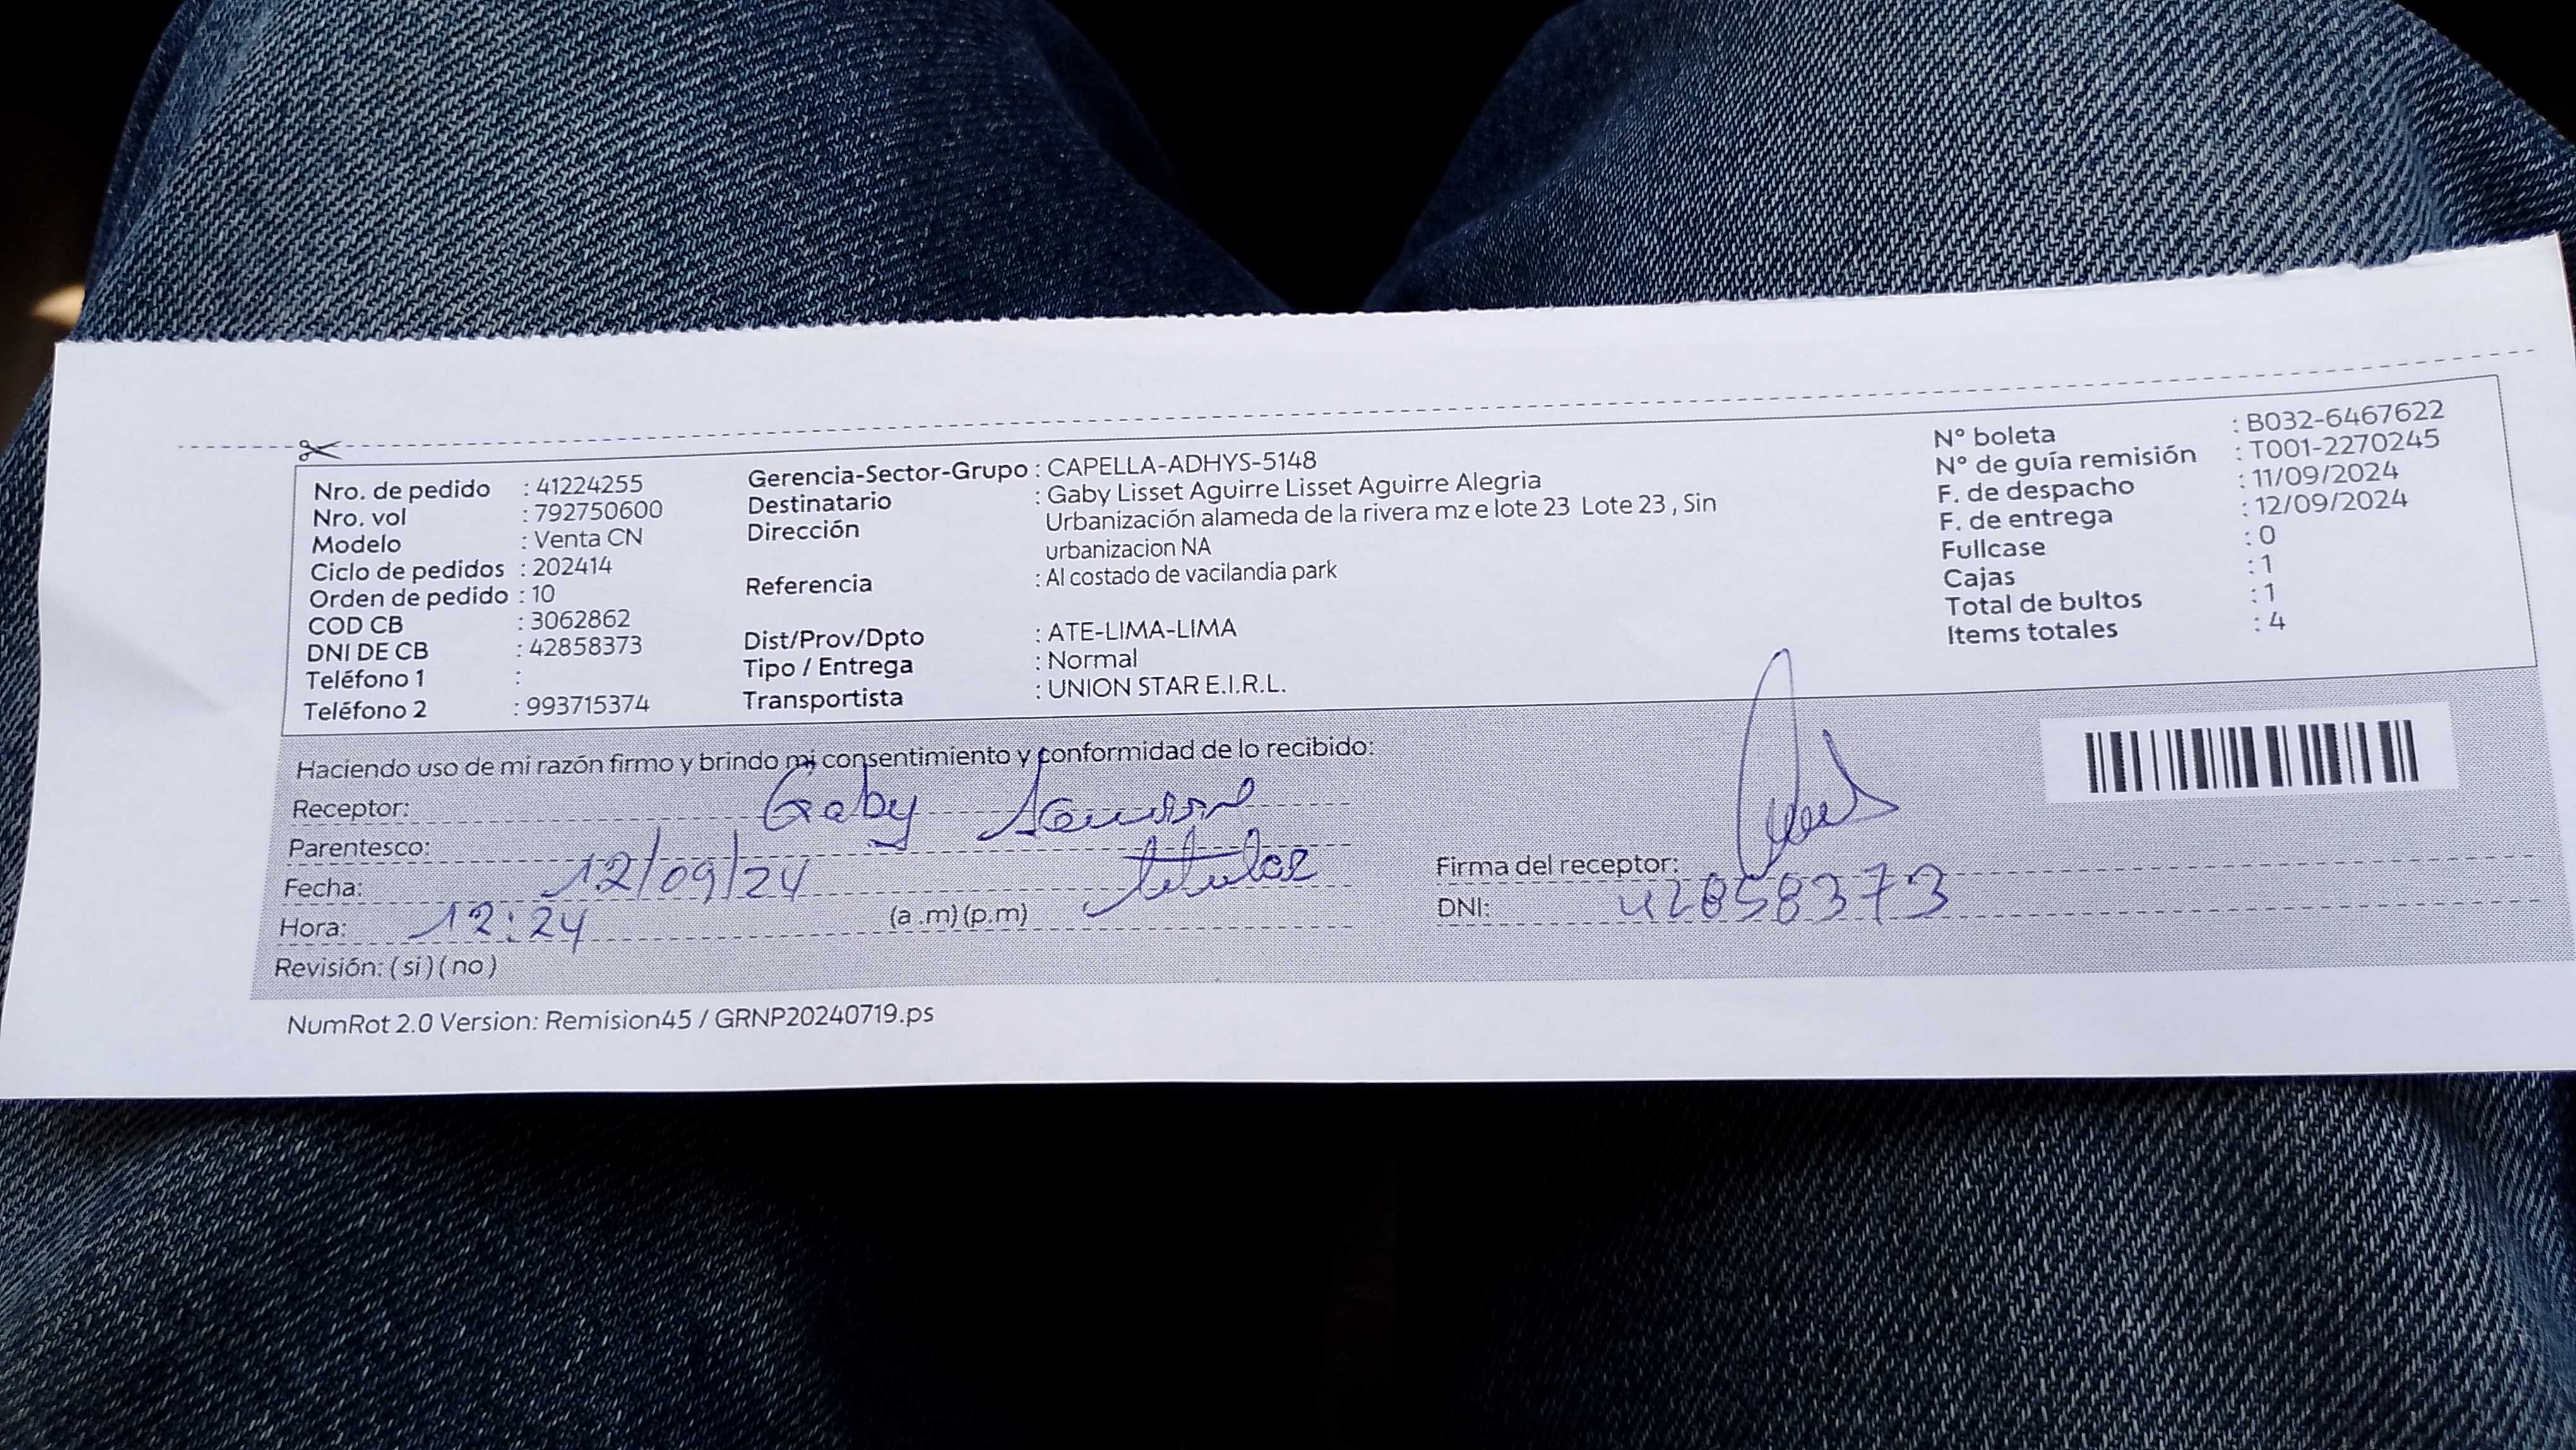 Nro. de pedido : 41224255
Nro. vol : 792750600
Modelo : Venta CN
Ciclo de pedidos : 202414
Orden de pedido : 10
COD CB : 3062862
DNI DE CB : 42858373
Teléfono 1 :
Teléfono 2 : 993715374
Gerencia-Sector-Grupo : CAPELLA-ADHYS-5148
Destinatario : Gaby Lisset Aguirre Lisset Aguirre Alegria
Dirección Urbanización alameda de la rivera mz e lote 23 Lote 23 , Sin
urbanizacion NA
Referencia : Al costado de vacilandia park
Dist/Prov/Dpto : ATE-LIMA-LIMA
Tipo / Entrega : Normal
Transportista : UNION STAR E.I.R.L.
N° boleta : B032-6467622
N° de guía remisión : T001-2270245
F. de despacho : 11/09/2024
F. de entrega : 12/09/2024
Fullcase : 0
Cajas : 1
Total de bultos : 1
Items totales : 4
Haciendo uso de mi razón firmo y brindo mi consentimiento y conformidad de lo recibido:
Receptor: Gaby Aguirre
Parentesco: titular
Fecha: 12/09/24
Hora: 12:24 (a .m) (p.m)
Revisión: ( si ) ( no )
Firma del receptor:
DNI: 42858373
NumRot 2.0 Version: Remision45 / GRNP20240719.ps